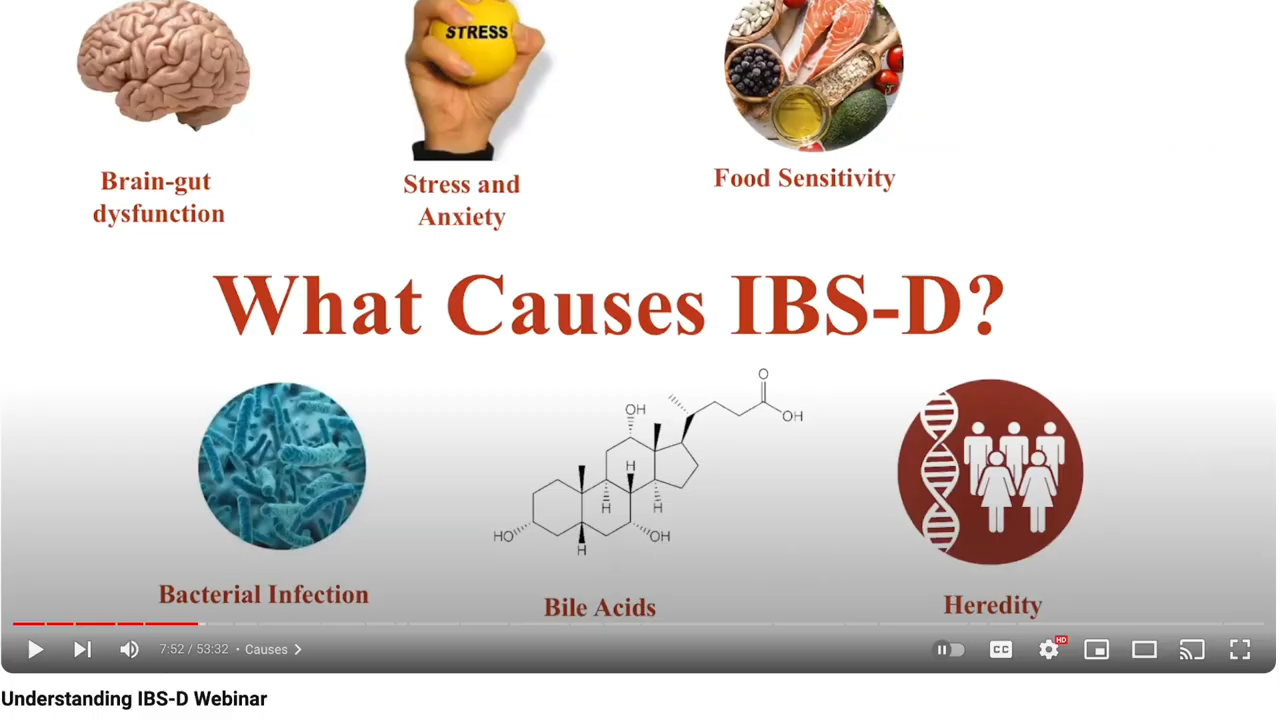 STRESS
Brain-gut
dysfunction
Stress and
Anxiety
Food Sensitivity
What Causes IBS-D?
O
OH
OH
H
H
H
HO
OH
H
Bacterial Infection
Bile Acids
Heredity
7:52 / 53:32 • Causes
CC
HD
Understanding IBS-D Webinar